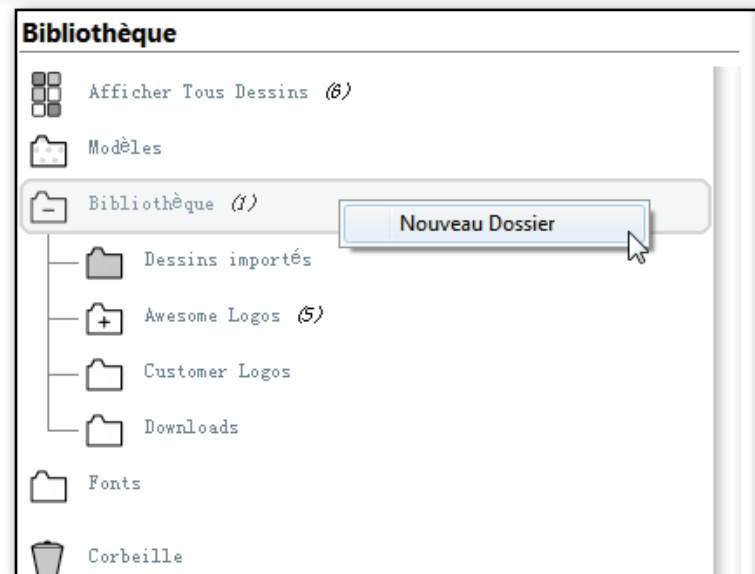 Bibliothèque
Afficher Tous Dessins (6)
Modèles
Bibliothèque (1)
Nouveau Dossier
Dessins importés
Awesome Logos (5)
Customer Logos
Downloads
Fonts
Corbeille